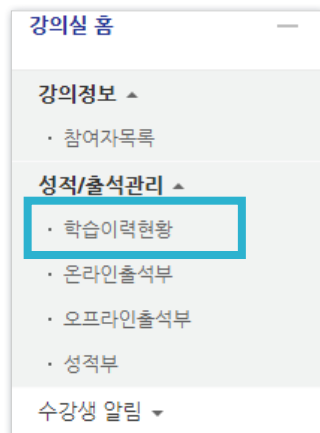 강의실 홈
강의정보 ▲
· 참여자목록
성적/출석관리 ▲
· 학습이력현황
· 온라인출석부
· 오프라인출석부
· 성적부
수강생 알림 ▼